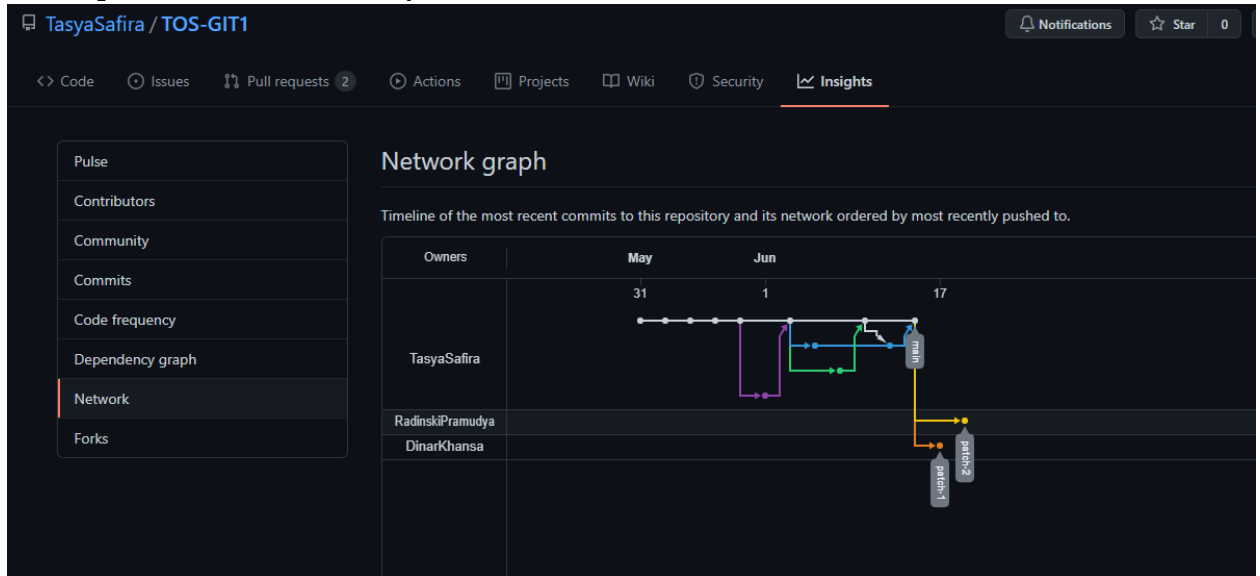 TasyaSafira / TOS-GIT1
Notifications Star 0
Code Issues Pull requests 2 Actions Projects Wiki Security Insights
Pulse
Contributors
Community
Commits
Code frequency
Dependency graph
Network
Forks
Network graph
Timeline of the most recent commits to this repository and its network ordered by most recently pushed to.
Owners May Jun
31 1 17
TasyaSafira
main
RadinskiPramudya
DinarKhansa
patch-2
patch-1